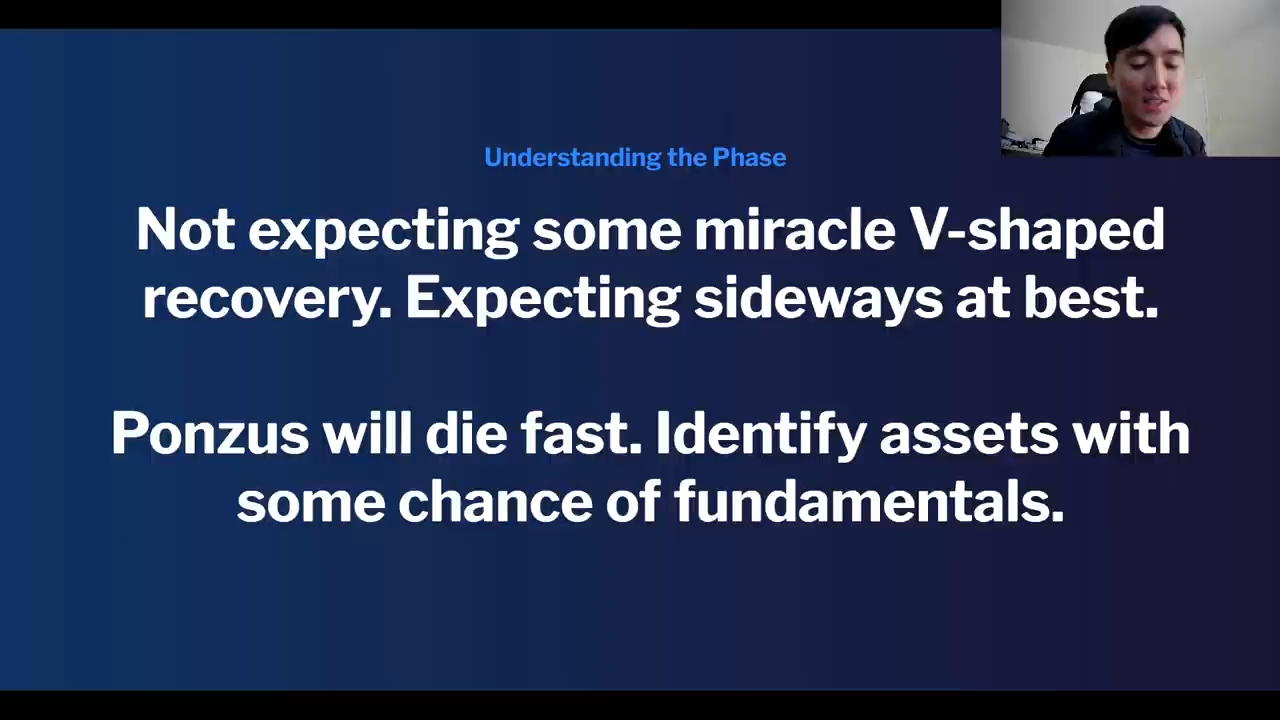 Understanding the Phase
Not expecting some miracle V-shaped
recovery. Expecting sideways at best.
Ponzus will die fast. Identify assets with
some chance of fundamentals.